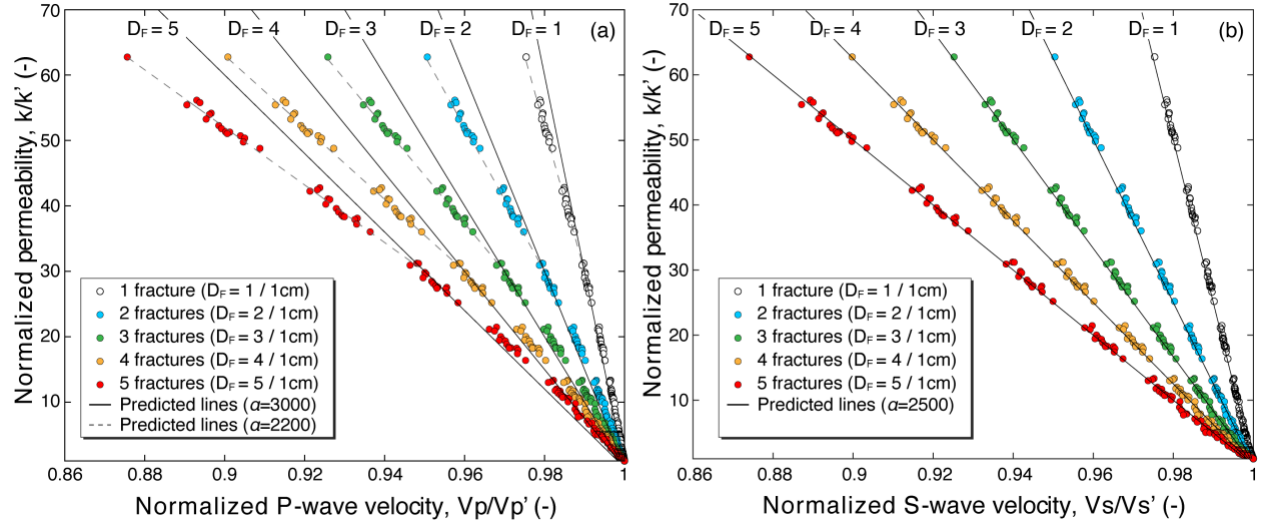 D_F = 5 D_F = 4 D_F = 3 D_F = 2 D_F = 1 (a)
70
60
50
40
30
20
10
Normalized permeability, k/k' (-)
1 fracture (D_F = 1 / 1cm)
2 fractures (D_F = 2 / 1cm)
3 fractures (D_F = 3 / 1cm)
4 fractures (D_F = 4 / 1cm)
5 fractures (D_F = 5 / 1cm)
Predicted lines (α=3000)
Predicted lines (α=2200)
0.86 0.88 0.9 0.92 0.94 0.96 0.98 1
Normalized P-wave velocity, Vp/Vp' (-)
D_F = 5 D_F = 4 D_F = 3 D_F = 2 D_F = 1 (b)
70
60
50
40
30
20
10
Normalized permeability, k/k' (-)
1 fracture (D_F = 1 / 1cm)
2 fractures (D_F = 2 / 1cm)
3 fractures (D_F = 3 / 1cm)
4 fractures (D_F = 4 / 1cm)
5 fractures (D_F = 5 / 1cm)
Predicted lines (α=2500)
0.86 0.88 0.9 0.92 0.94 0.96 0.98 1
Normalized S-wave velocity, Vs/Vs' (-)